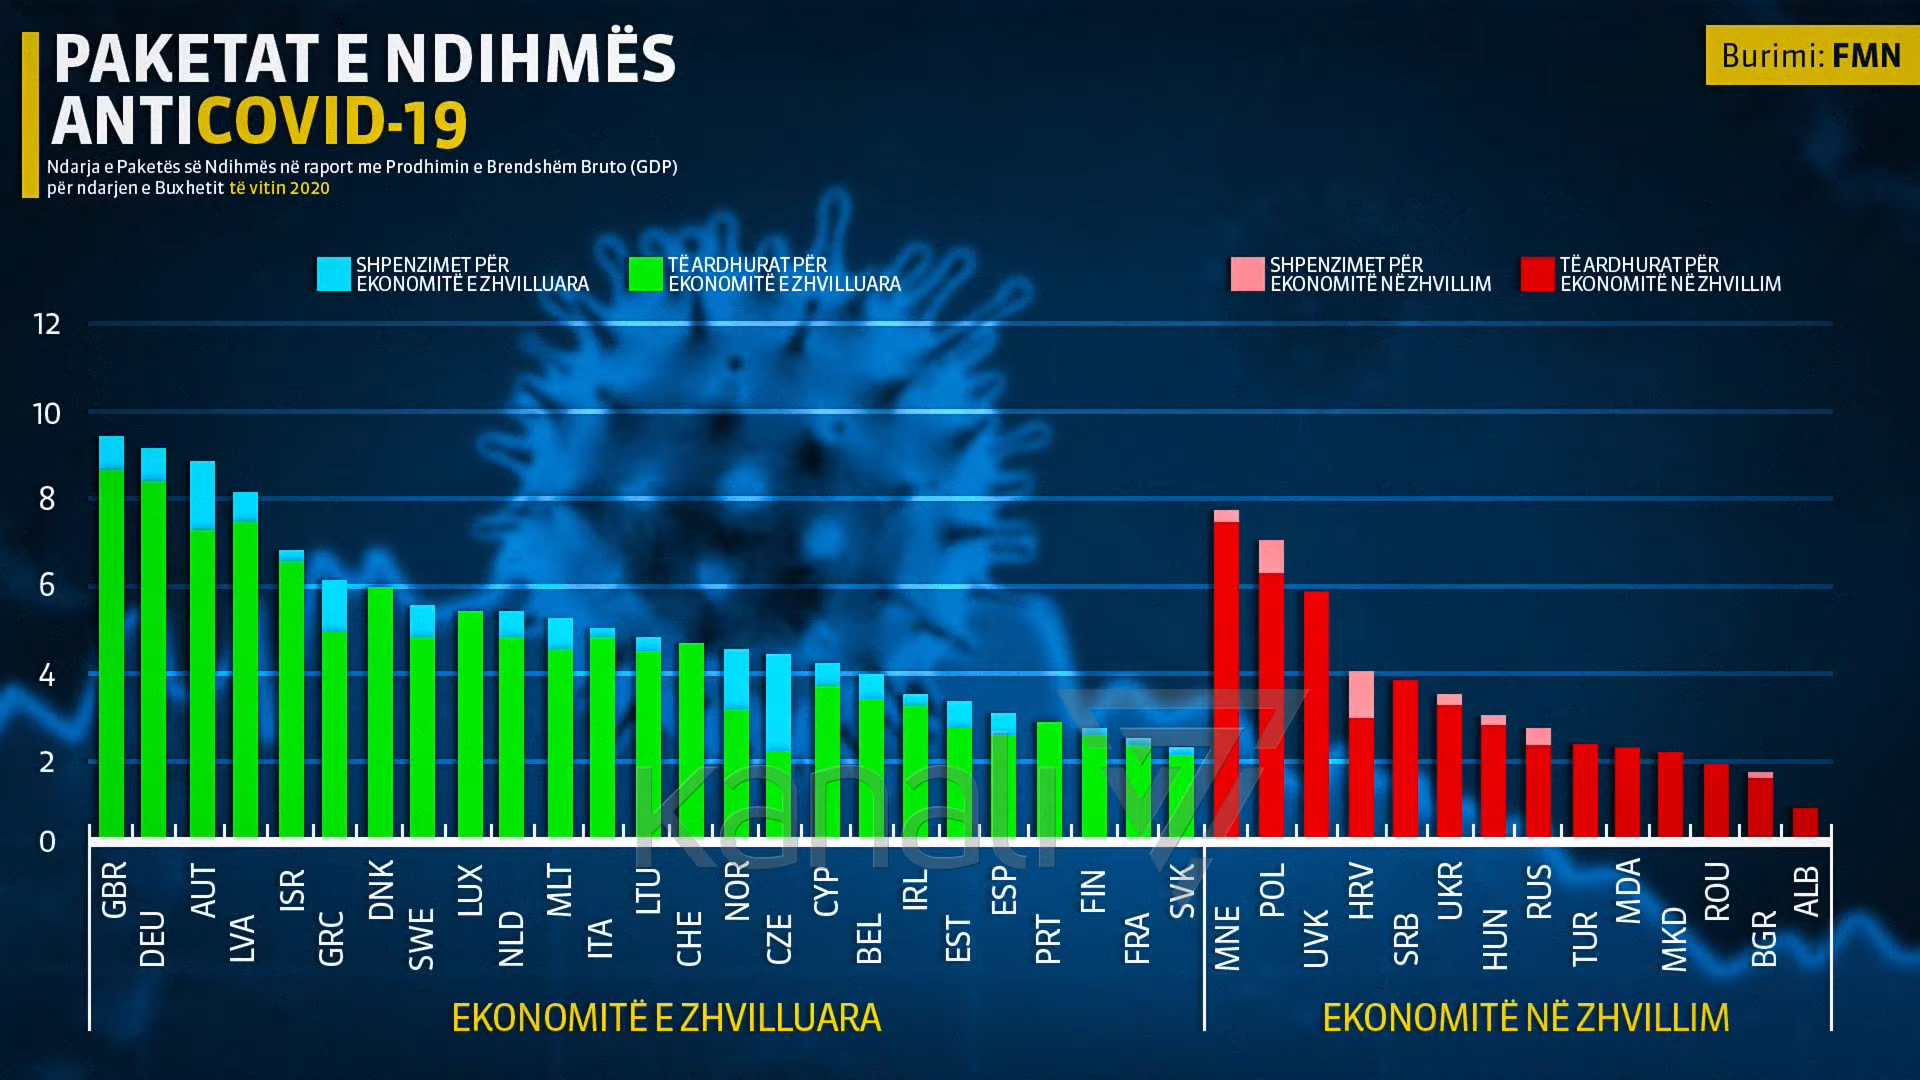 PAKETAT E NDIHMËS
ANTICOVID-19
Ndarja e Paketës së Ndihmës në raport me Prodhimin e Brendshëm Bruto (GDP)
për ndarjen e Buxhetit të vitin 2020
Burimi: FMN
SHPENZIMET PËR
EKONOMITË E ZHVILLUARA
TË ARDHURAT PËR
EKONOMITË E ZHVILLUARA
SHPENZIMET PËR
EKONOMITË NË ZHVILLIM
TË ARDHURAT PËR
EKONOMITË NË ZHVILLIM
12
10
8
6
4
2
0
GBR
DEU
AUT
LVA
ISR
GRC
DNK
SWE
LUX
NLD
MLT
ITA
LTU
CHE
NOR
CZE
CYP
BEL
IRL
EST
ESP
PRT
FIN
FRA
SVK
MNE
POL
UVK
HRV
SRB
UKR
HUN
RUS
TUR
MDA
MKD
ROU
BGR
ALB
kanali 7
EKONOMITË E ZHVILLUARA
EKONOMITË NË ZHVILLIM